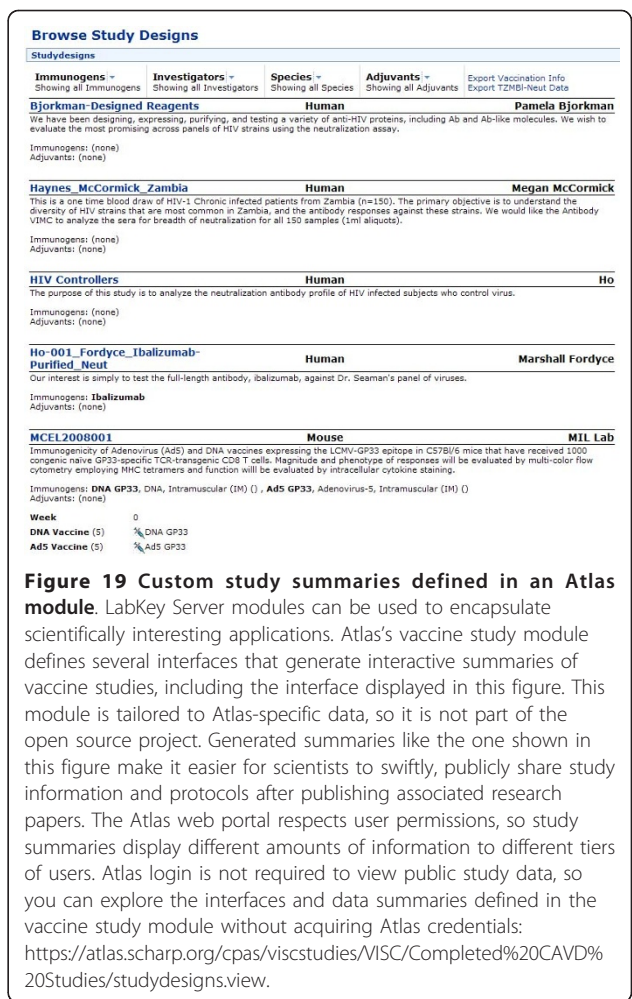 Browse Study Designs
Studydesigns
Immunogens Investigators Species Adjuvants Export Vaccination Info
Showing all Immunogens Showing all Investigators Showing all Species Showing all Adjuvants Export TZMBI-Neut Data
Bjorkman-Designed Reagents Human Pamela Bjorkman
We have been designing, expressing, purifying, and testing a variety of anti-HIV proteins, including Ab and Ab-like molecules. We wish to
evaluate the most promising across panels of HIV strains using the neutralization assay.
Immunogens: (none)
Adjuvants: (none)
Haynes_McCormick_Zambia Human Megan McCormick
This is a one time blood draw of HIV-1 Chronic infected patients from Zambia (n=150). The primary objective is to understand the
diversity of HIV strains that are most common in Zambia, and the antibody responses against these strains. We would like the Antibody
VIMC to analyze the sera for breadth of neutralization for all 150 samples (1ml aliquots).
Immunogens: (none)
Adjuvants: (none)
HIV Controllers Human Ho
The purpose of this study is to analyze the neutralization antibody profile of HIV infected subjects who control virus.
Immunogens: (none)
Adjuvants: (none)
Ho-001_Fordyce_Ibalizumab-
Purified_Neut Human Marshall Fordyce
Our interest is simply to test the full-length antibody, ibalizumab, against Dr. Seaman's panel of viruses.
Immunogens: Ibalizumab
Adjuvants: (none)
MCEL2008001 Mouse MIL Lab
Immunogenicity of Adenovirus (Ad5) and DNA vaccines expressing the LCMV-GP33 epitope in C57Bl/6 mice that have received 1000
congenic naïve GP33-specific TCR-transgenic CD8 T cells. Magnitude and phenotype of responses will be evaluated by multi-color flow
cytometry employing MHC tetramers and function willl be evaluated by intracellular cytokine staining.
Immunogens: DNA GP33, DNA, Intramuscular (IM) () , Ad5 GP33, Adenovirus-5, Intramuscular (IM) ()
Adjuvants: (none)
Week 0
DNA Vaccine (5) DNA GP33
Ad5 Vaccine (5) Ad5 GP33
Figure 19 Custom study summaries defined in an Atlas
module. LabKey Server modules can be used to encapsulate
scientifically interesting applications. Atlas's vaccine study module
defines several interfaces that generate interactive summaries of
vaccine studies, including the interface displayed in this figure. This
module is tailored to Atlas-specific data, so it is not part of the
open source project. Generated summaries like the one shown in
this figure make it easier for scientists to swiftly, publicly share study
information and protocols after publishing associated research
papers. The Atlas web portal respects user permissions, so study
summaries display different amounts of information to different tiers
of users. Atlas login is not required to view public study data, so
you can explore the interfaces and data summaries defined in the
vaccine study module without acquiring Atlas credentials:
https://atlas.scharp.org/cpas/viscstudies/VISC/Completed%20CAVD%
20Studies/studydesigns.view.